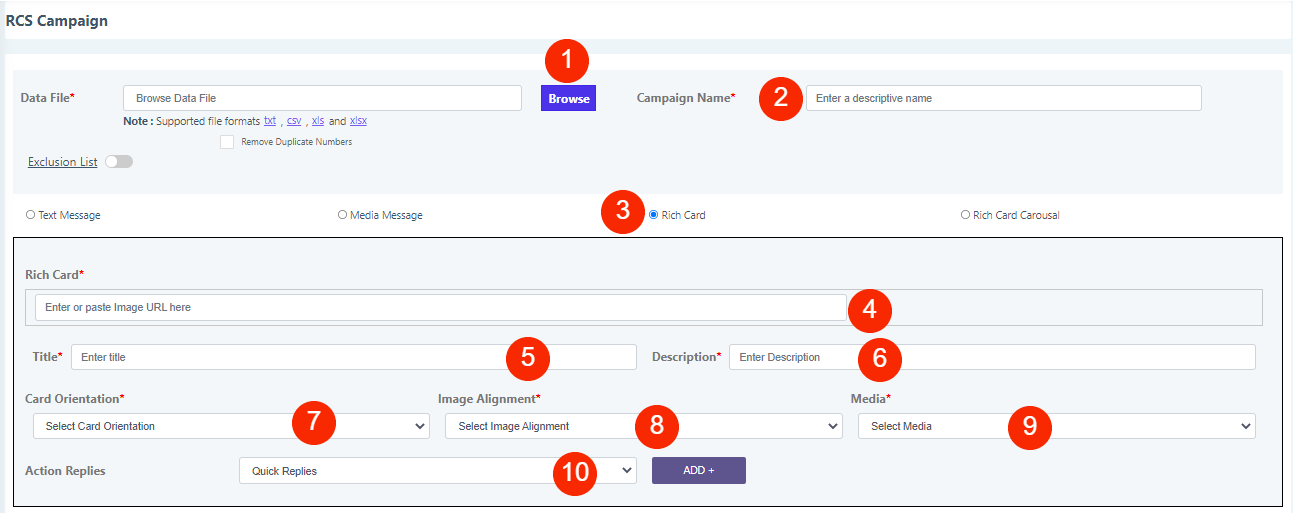 RCS Campaign
1
Data File* Browse Data File Browse Campaign Name* 2 Enter a descriptive name
Note : Supported file formats txt , csv , xls and xlsx
Remove Duplicate Numbers
Exclusion List
Text Message Media Message 3 Rich Card Rich Card Carousal
Rich Card*
Enter or paste Image URL here 4
Title* Enter title 5 Description* Enter Description 6
Card Orientation* Image Alignment* Media*
Select Card Orientation 7 Select Image Alignment 8 Select Media 9
Action Replies Quick Replies 10 ADD +